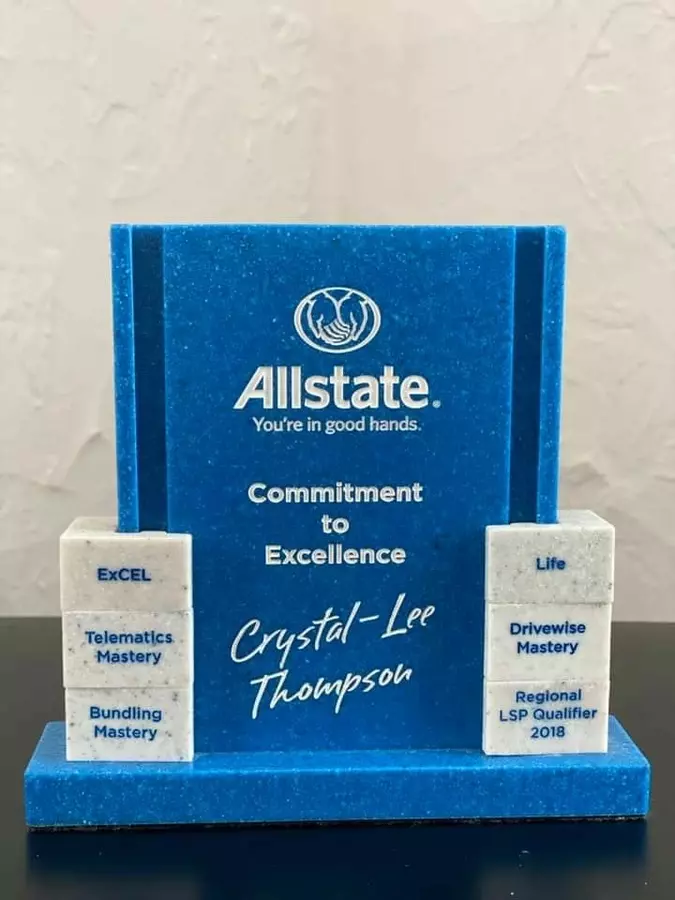 Allstate®
You're in good hands.
Commitment
to
Excellence
Crystal-Lee
Thompson
ExCEL
Telematics
Mastery
Bundling
Mastery
Life
Drivewise
Mastery
Regional
LSP Qualifier
2018